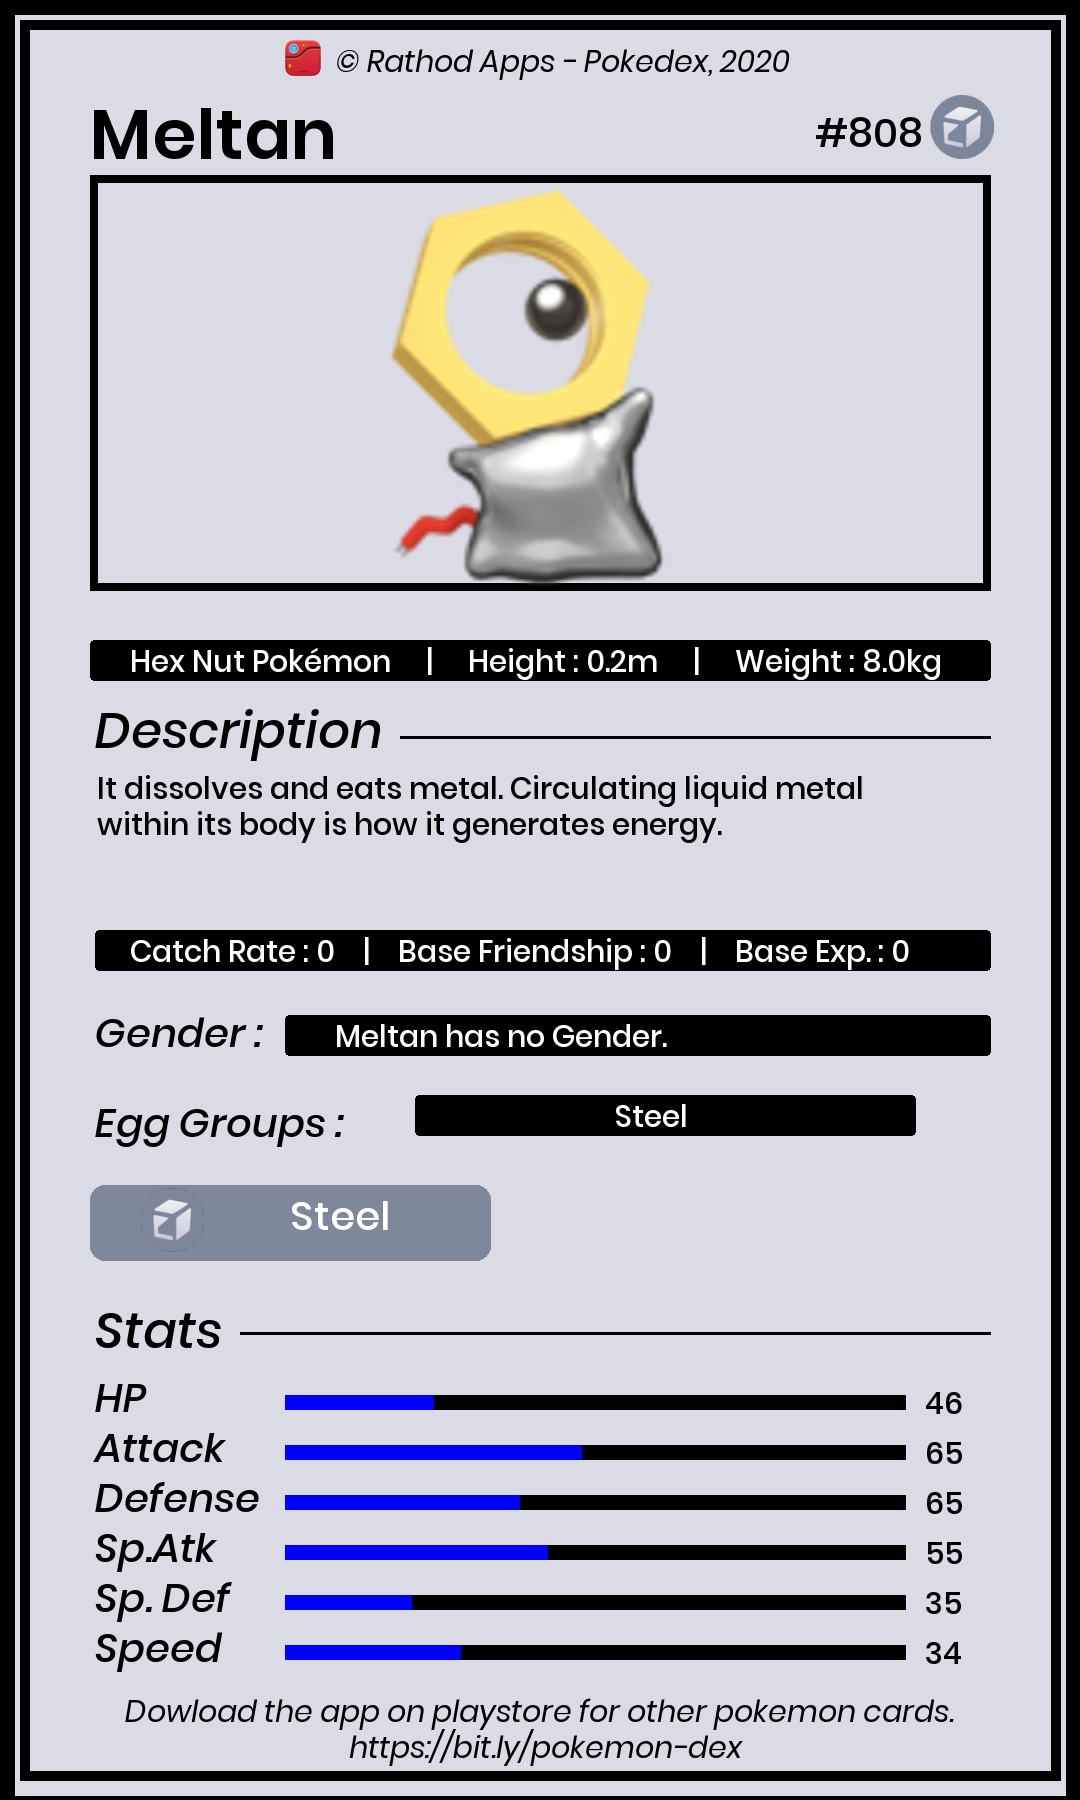 © Rathod Apps - Pokedex, 2020
Meltan #808
Hex Nut Pokémon | Height : 0.2m | Weight : 8.0kg
Description
It dissolves and eats metal. Circulating liquid metal
within its body is how it generates energy.
Catch Rate : 0 | Base Friendship : 0 | Base Exp. : 0
Gender : Meltan has no Gender.
Egg Groups : Steel
Steel
Stats
HP 46
Attack 65
Defense 65
Sp.Atk 55
Sp. Def 35
Speed 34
Dowload the app on playstore for other pokemon cards.
https://bit.ly/pokemon-dex